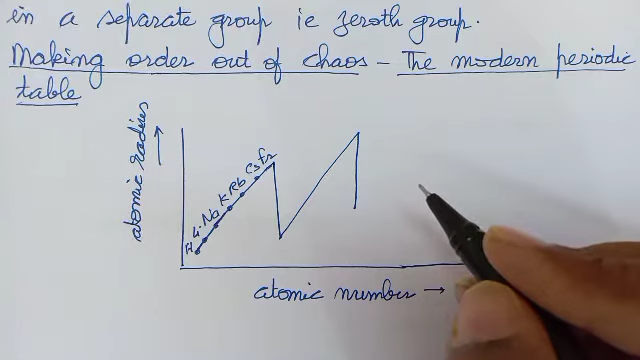 in a separate group ie zeroth group.
Making order out of chaos - The modern periodic
table
atomic radius →
H Li Na K Rb Cs Fr
atomic number →